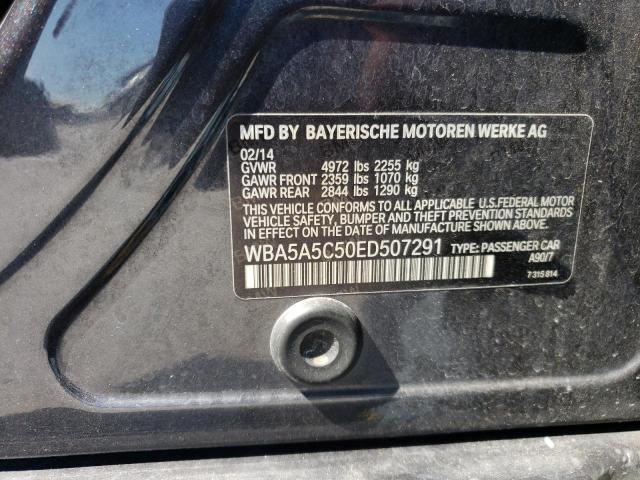 MFD BY BAYERISCHE MOTOREN WERKE AG
02/14
GVWR 4972 lbs 2255 kg
GAWR FRONT 2359 lbs 1070 kg
GAWR REAR 2844 lbs 1290 kg
THIS VEHICLE CONFORMS TO ALL APPLICABLE U.S.FEDERAL MOTOR
VEHICLE SAFETY, BUMPER, AND THEFT PREVENTION STANDARDS
IN EFFECT ON THE DATE OF MANUFACTURE SHOWN ABOVE.
WBA5A5C50ED507291 TYPE: PASSENGER CAR
A90/7
7 315 814